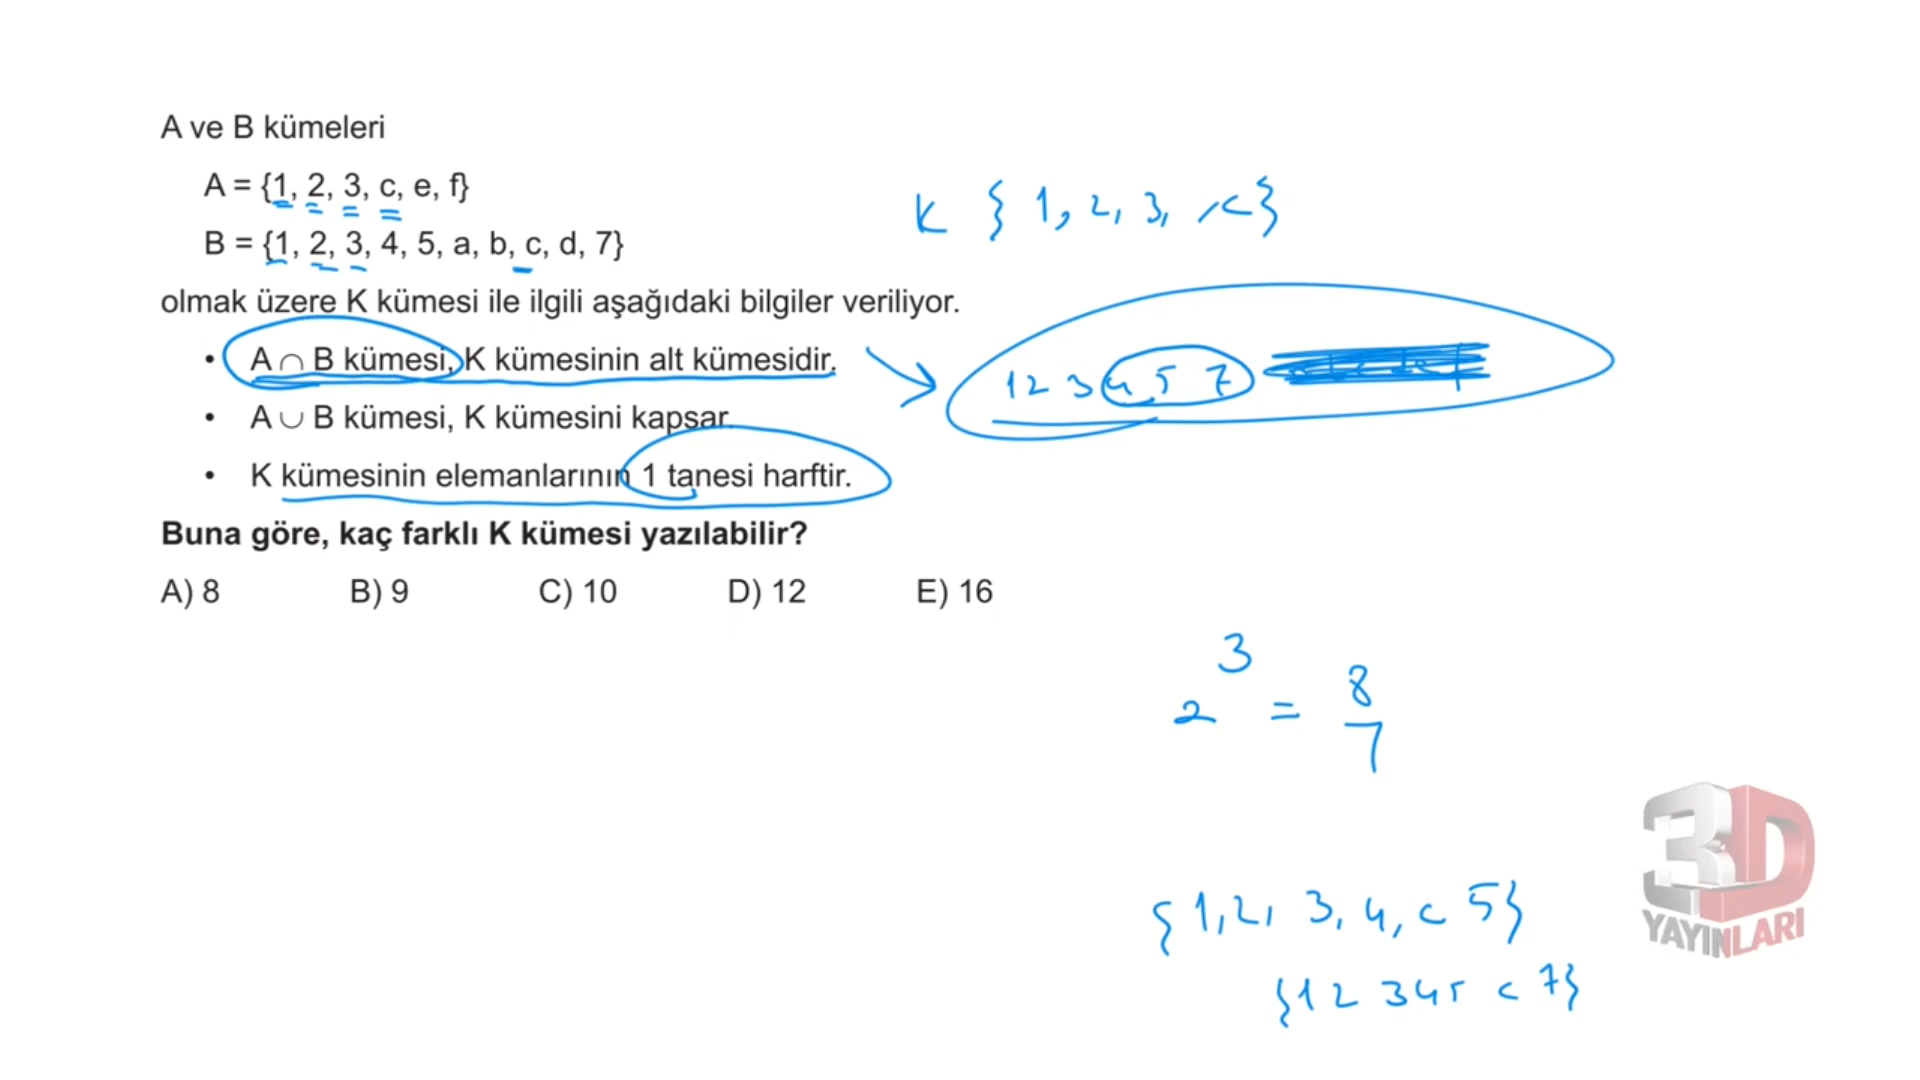 A ve B kümeleri
A = {1, 2, 3, c, e, f}
B = {1, 2, 3, 4, 5, a, b, c, d, 7}
K { 1, 2, 3, c}
olmak üzere K kümesi ile ilgili aşağıdaki bilgiler veriliyor.
• A ∩ B kümesi, K kümesinin alt kümesidir.
1 2 3 4 5 7
• A ∪ B kümesi, K kümesini kapsar.
• K kümesinin elemanlarının 1 tanesi harftir.
Buna göre, kaç farklı K kümesi yazılabilir?
A) 8 B) 9 C) 10 D) 12 E) 16
2³ = 8
7
{1,2, 3, 4, c 5}
{1 2 3 4 5 c 7}
3D
YAYINLARI